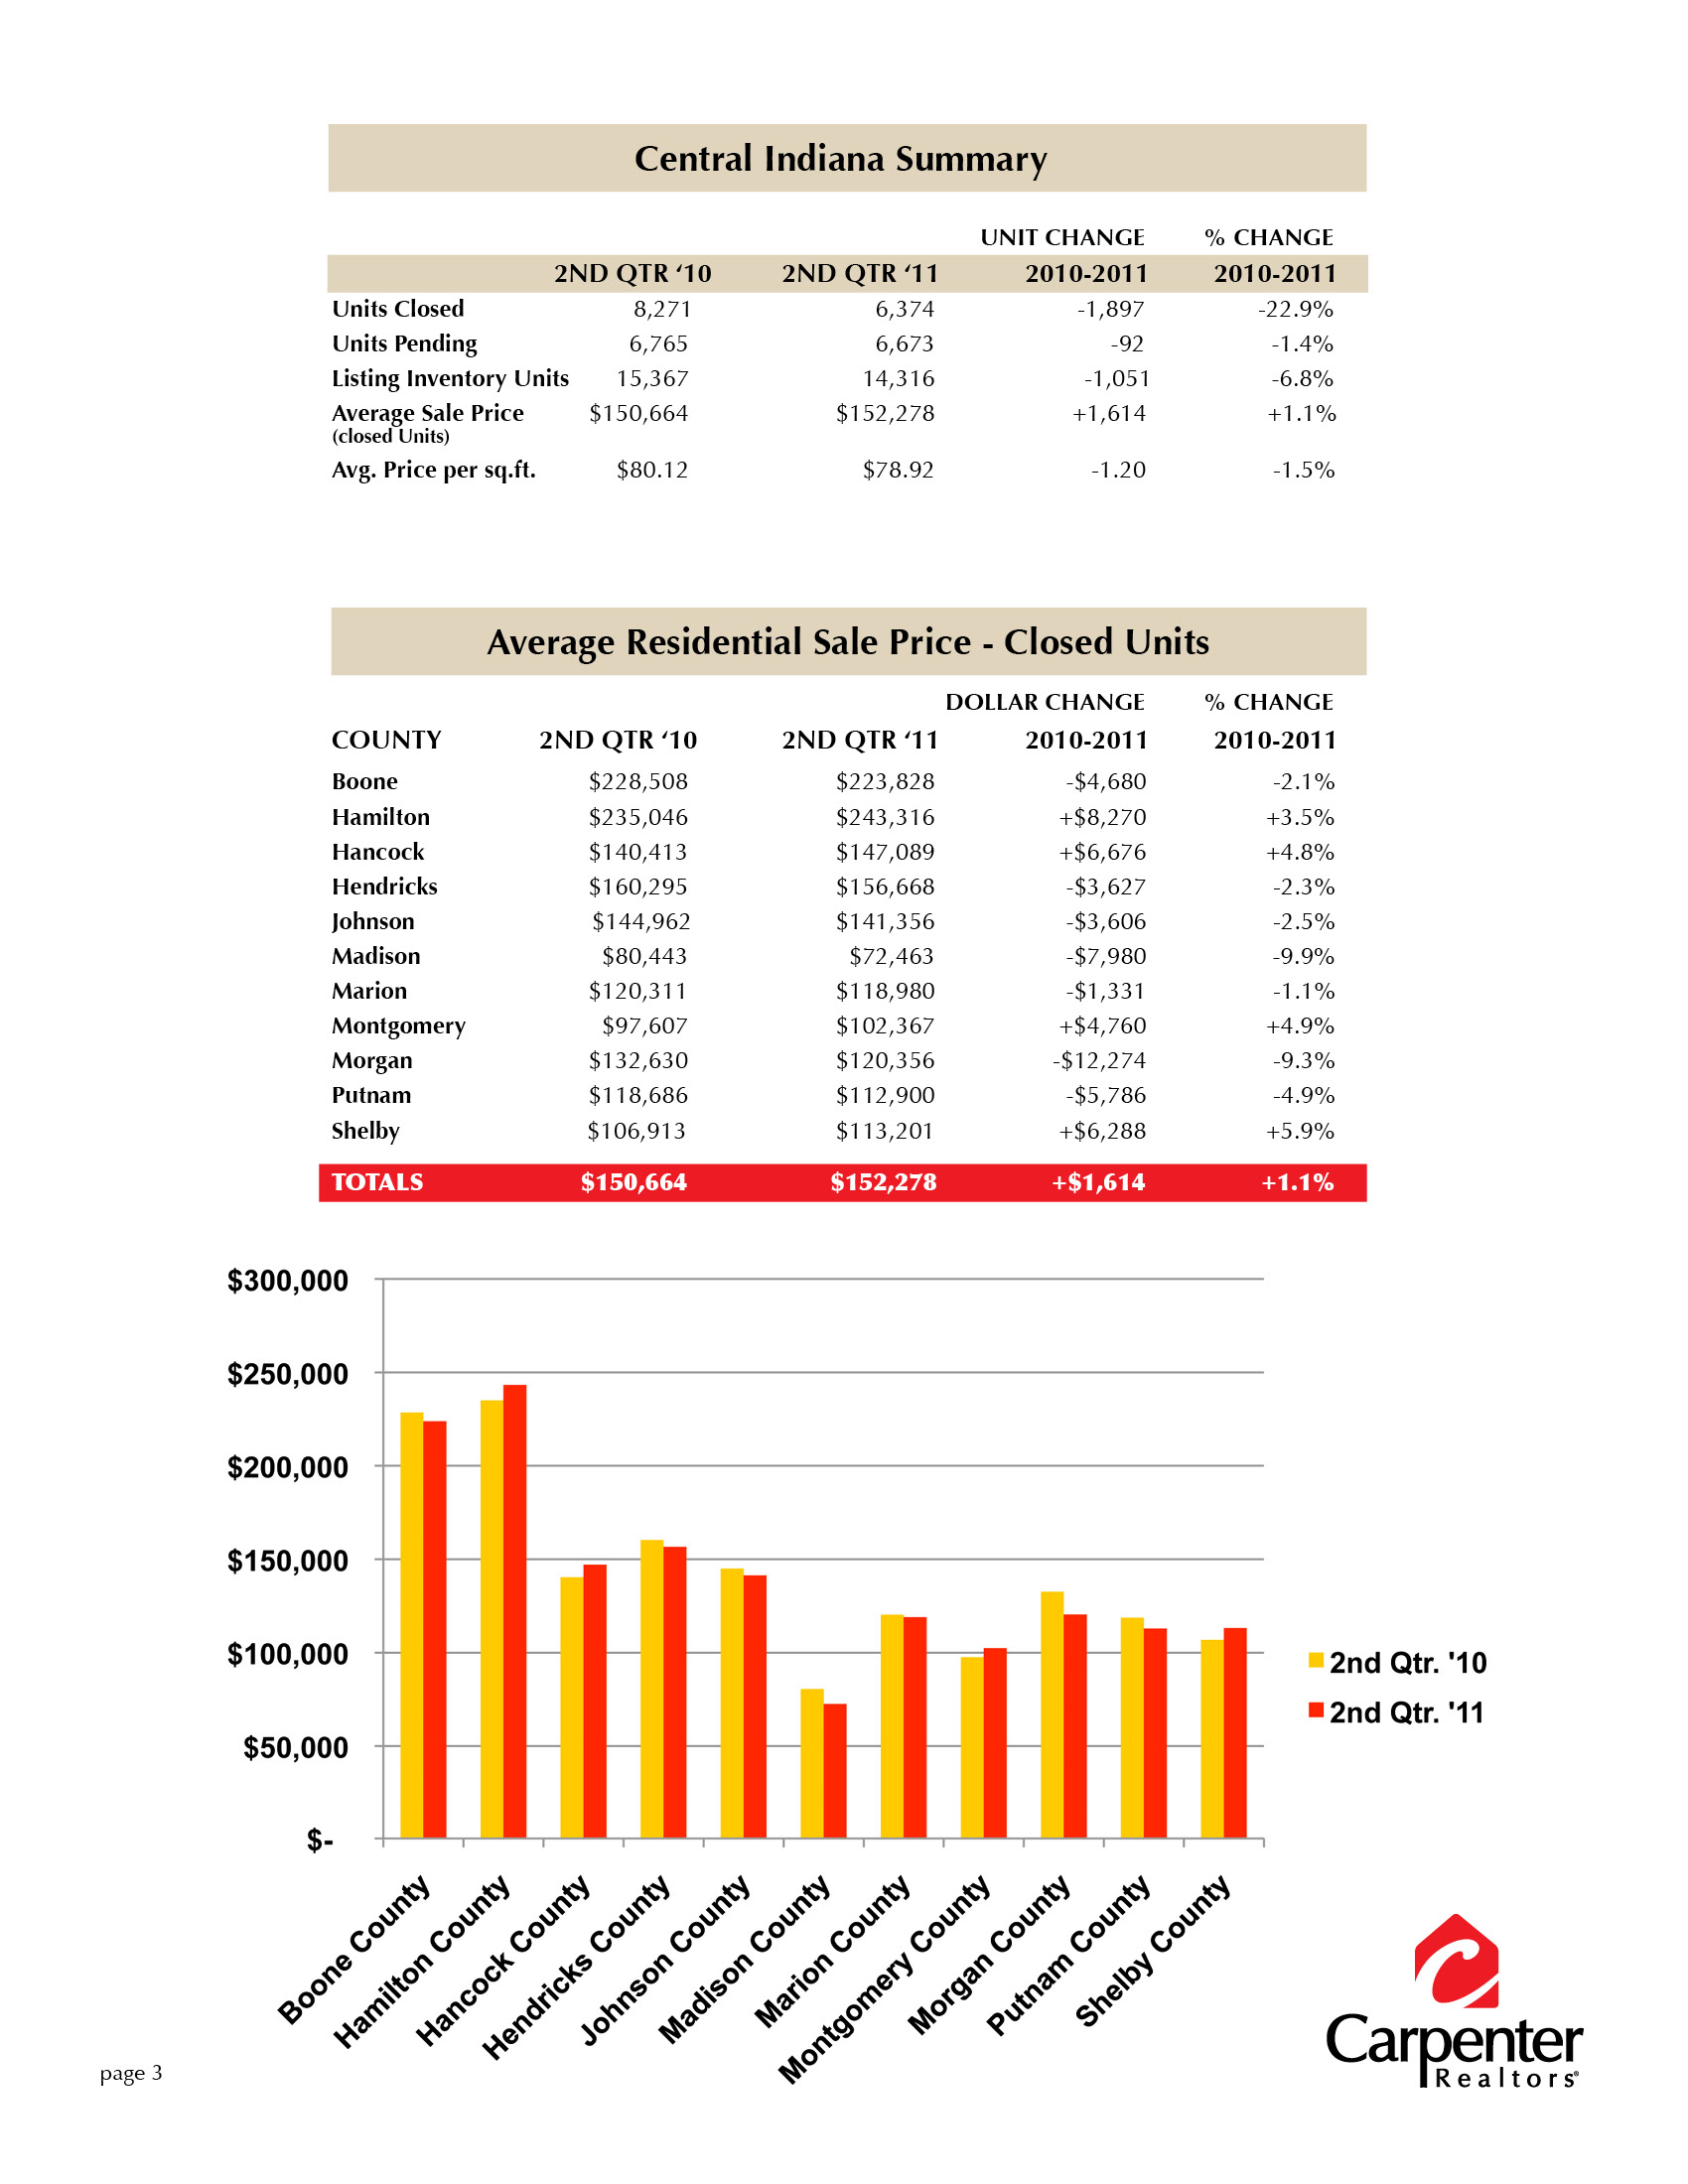 Central Indiana Summary
UNIT CHANGE % CHANGE
2ND QTR ‘10 2ND QTR ‘11 2010-2011 2010-2011
Units Closed 8,271 6,374 -1,897 -22.9%
Units Pending 6,765 6,673 -92 -1.4%
Listing Inventory Units 15,367 14,316 -1,051 -6.8%
Average Sale Price $150,664 $152,278 +1,614 +1.1%
(closed Units)
Avg. Price per sq.ft. $80.12 $78.92 -1.20 -1.5%
Average Residential Sale Price - Closed Units
DOLLAR CHANGE % CHANGE
COUNTY 2ND QTR ‘10 2ND QTR ‘11 2010-2011 2010-2011
Boone $228,508 $223,828 -$4,680 -2.1%
Hamilton $235,046 $243,316 +$8,270 +3.5%
Hancock $140,413 $147,089 +$6,676 +4.8%
Hendricks $160,295 $156,668 -$3,627 -2.3%
Johnson $144,962 $141,356 -$3,606 -2.5%
Madison $80,443 $72,463 -$7,980 -9.9%
Marion $120,311 $118,980 -$1,331 -1.1%
Montgomery $97,607 $102,367 +$4,760 +4.9%
Morgan $132,630 $120,356 -$12,274 -9.3%
Putnam $118,686 $112,900 -$5,786 -4.9%
Shelby $106,913 $113,201 +$6,288 +5.9%
TOTALS $150,664 $152,278 +$1,614 +1.1%
$300,000
$250,000
$200,000
$150,000
$100,000
$50,000
$-
2nd Qtr. '10
2nd Qtr. '11
Boone County
Hamilton County
Hancock County
Hendricks County
Johnson County
Madison County
Marion County
Montgomery County
Morgan County
Putnam County
Shelby County
Carpenter
Realtors®
page 3